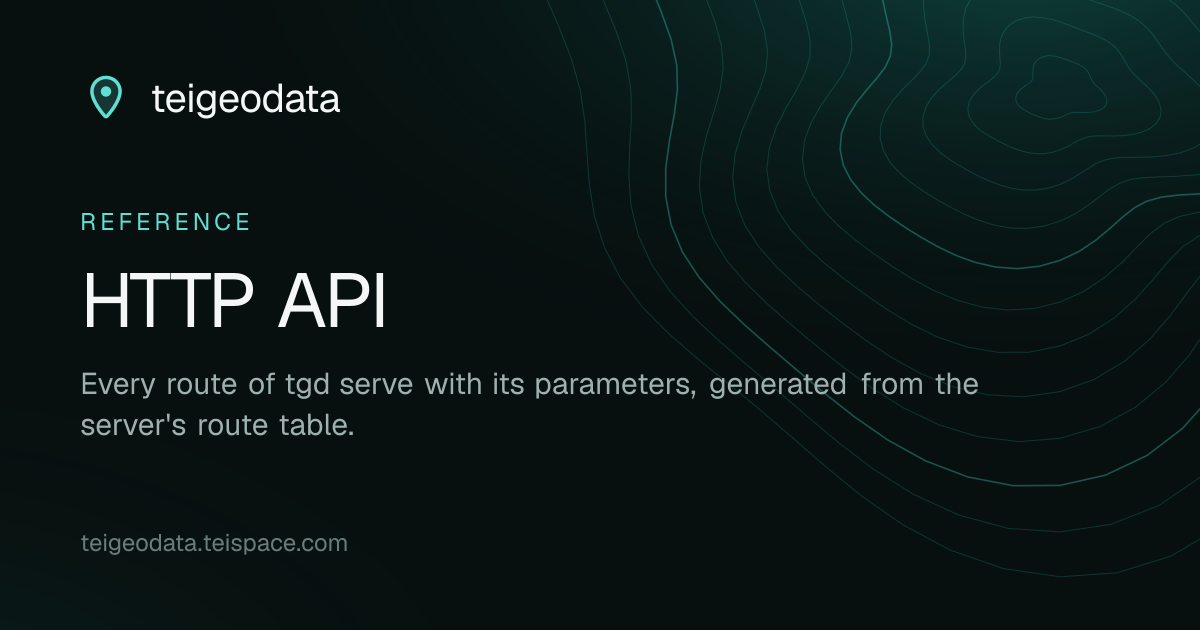 teigeodata
REFERENCE
HTTP API
Every route of tgd serve with its parameters, generated from the
server's route table.
teigeodata.teispace.com